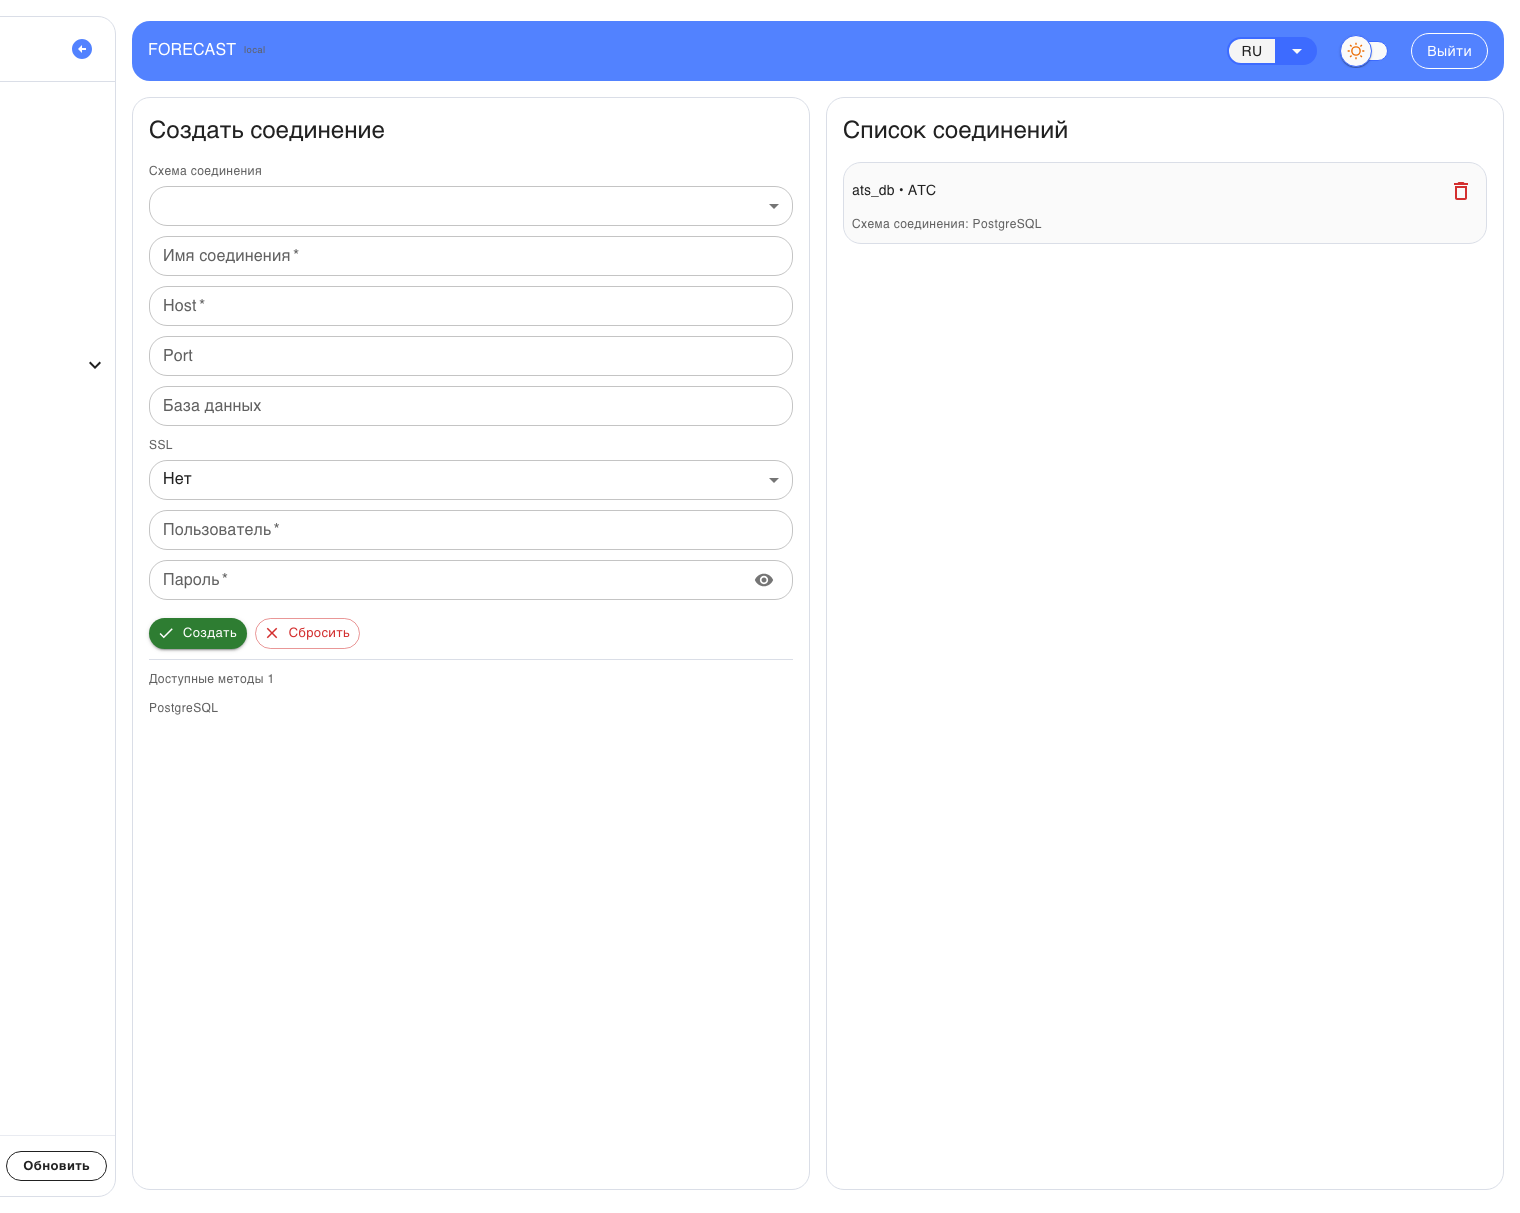 FORECAST local
RU
Выйти
Создать соединение
Схема соединения
Имя соединения *
Host *
Port
База данных
SSL
Нет
Пользователь *
Пароль *
Создать
Сбросить
Доступные методы 1
PostgreSQL
Список соединений
ats_db • АТС
Схема соединения: PostgreSQL
Обновить